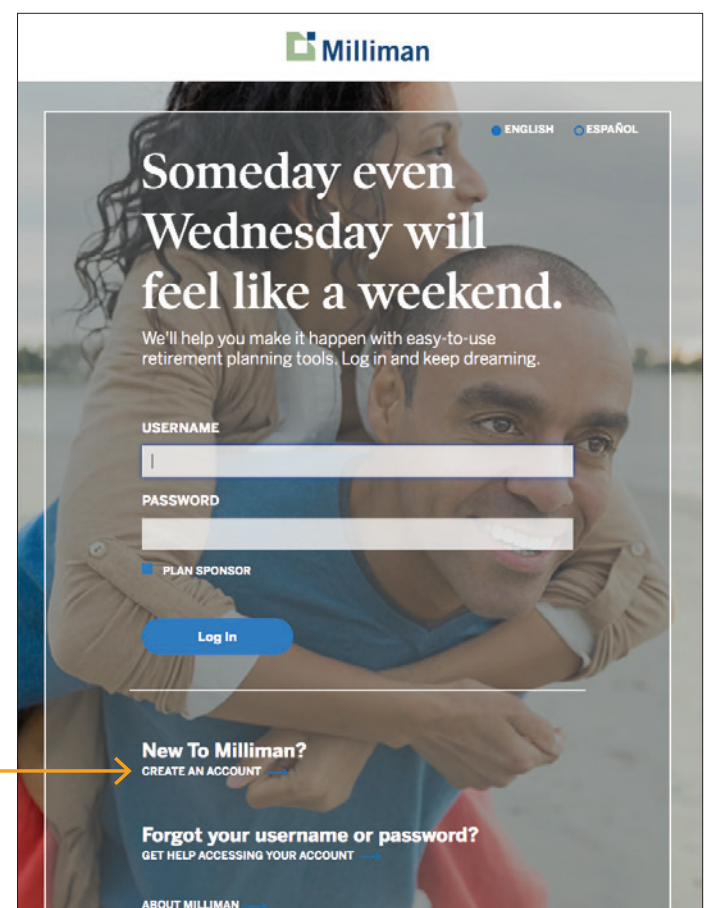 Milliman
ENGLISH ESPAÑOL
Someday even
Wednesday will
feel like a weekend.
We'll help you make it happen with easy-to-use
retirement planning tools. Log in and keep dreaming.
USERNAME
PASSWORD
PLAN SPONSOR
Log In
New To Milliman?
CREATE AN ACCOUNT
Forgot your username or password?
GET HELP ACCESSING YOUR ACCOUNT
ABOUT MILLIMAN